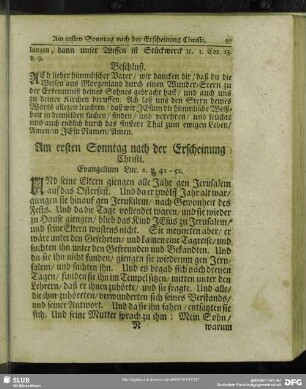 Am ersten Sonntag nach der Erscheinung Christi. 97
langen, dann unser Wissen ist Stückwerck ꝛc. 1. Cor. 13.
v. 9.
Beschluß.
ACh lieber himmlischer Vater/ wir dancken dir/ daß du die
Weisen aus Morgenland durch einen Wunder-Stern zu
der Erkenntnuß deines Sohns gebracht hast/ und auch uns
zu deiner Kirchen beruffen. Ach laß uns den Stern deines
Worts allezeit leuchten/ daß wir JEsum die himmlische Weiß-
heit in demselben suchen/ finden/ und verehren/ und leuchte
uns auch endlich durch das finstere Thal zum ewigen Leben/
Amen/ in JEsu Namen/ Amen.
Am ersten Sonntag nach der Erscheinung
Christi.
Evangelium Luc. 2. ℣ 42-52.
UNd seine Eltern giengen alle Jahr gen Jerusalem
auf das Osterfest. Und da er zwölff Jahr alt war/
giengen sie hinauf gen Jerusalem/ nach Gewonheit des
Fests. Und da die Tage vollendet waren/ und sie wieder
zu Hause giengen/ blieb das Kind JEsus zu Jerusalem/
und seine Eltern wustens nicht. Sie meyneten aber/ er
wäre unter den Gefehrten/ und kamen eine Tagreise/ und
suchten ihn unter den Gefreunden und Bekandten. Und
da sie ihn nicht funden/ giengen sie wiederum gen Jeru-
salem/ und suchten ihn. Und es begab sich nach dreyen
Tagen/ funden sie ihn im Tempel sitzen/ mitten unter den
Lehrern/ daß er ihnen zuhörte/ und sie fragte. Und alle/
die ihm zuhörten/ verwunderten sich seines Verstands/
und seiner Antwort. Und da sie ihn sahen/ entsatzten sie
sich. Und seine Mutter sprach zu ihm: Mein Sohn/
N warum
SLUB
DFG